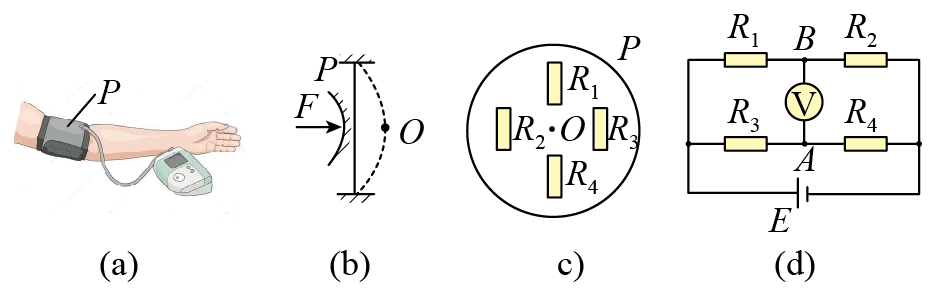 P
(a)
P
F
O
(b)
P
R₁
R₂ · O R₃
R₄
c)
R₁ B R₂
V
R₃ A R₄
E
(d)